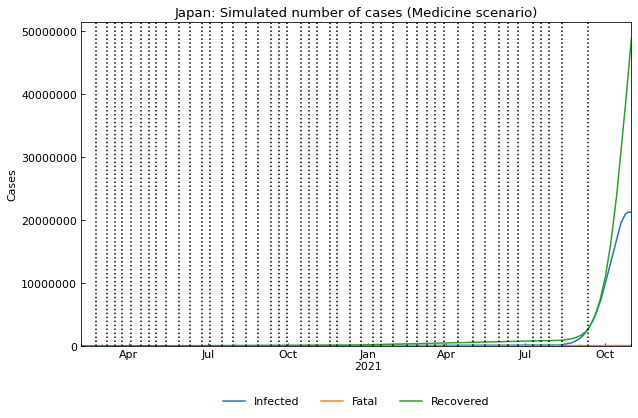 Japan: Simulated number of cases (Medicine scenario)
50000000
40000000
30000000
20000000
10000000
0
Cases
Apr Jul Oct Jan Apr Jul Oct
2021
Infected Fatal Recovered